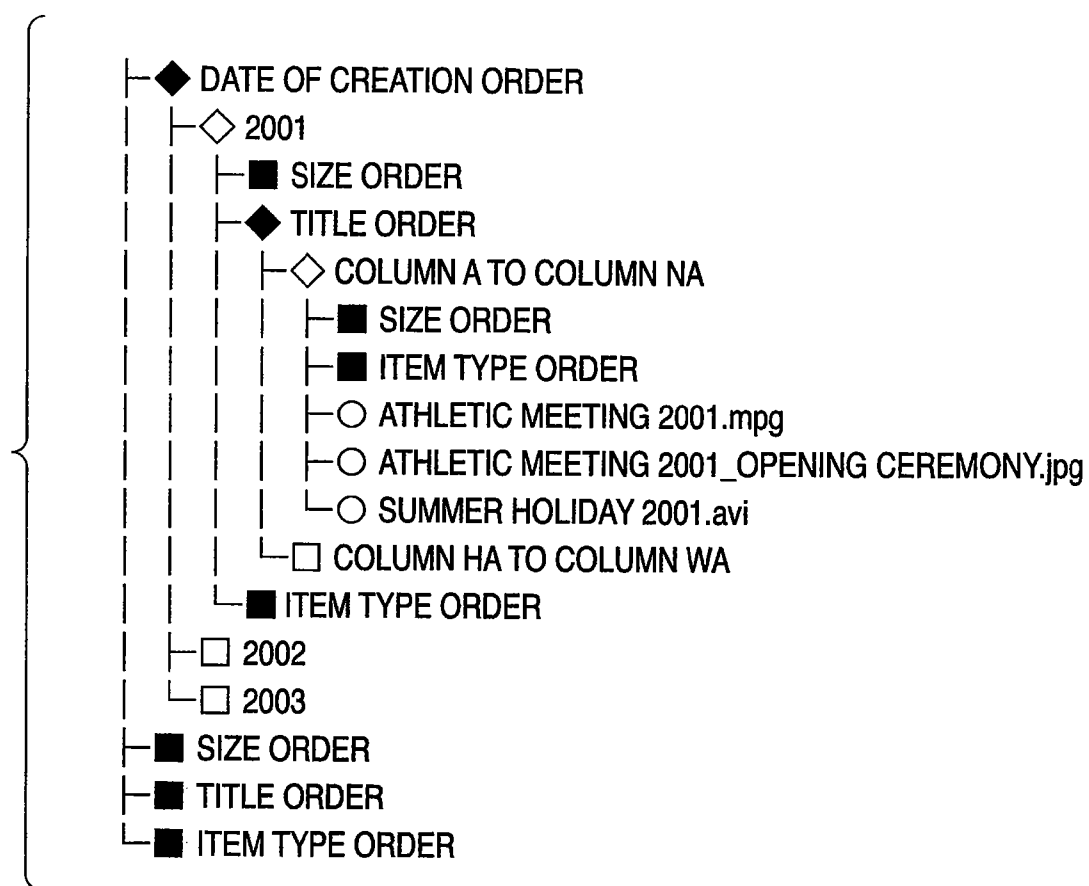 DATE OF CREATION ORDER
2001
SIZE ORDER
TITLE ORDER
COLUMN A TO COLUMN NA
SIZE ORDER
ITEM TYPE ORDER
ATHLETIC MEETING 2001.mpg
ATHLETIC MEETING 2001_OPENING CEREMONY.jpg
SUMMER HOLIDAY 2001.avi
COLUMN HA TO COLUMN WA
ITEM TYPE ORDER
2002
2003
SIZE ORDER
TITLE ORDER
ITEM TYPE ORDER